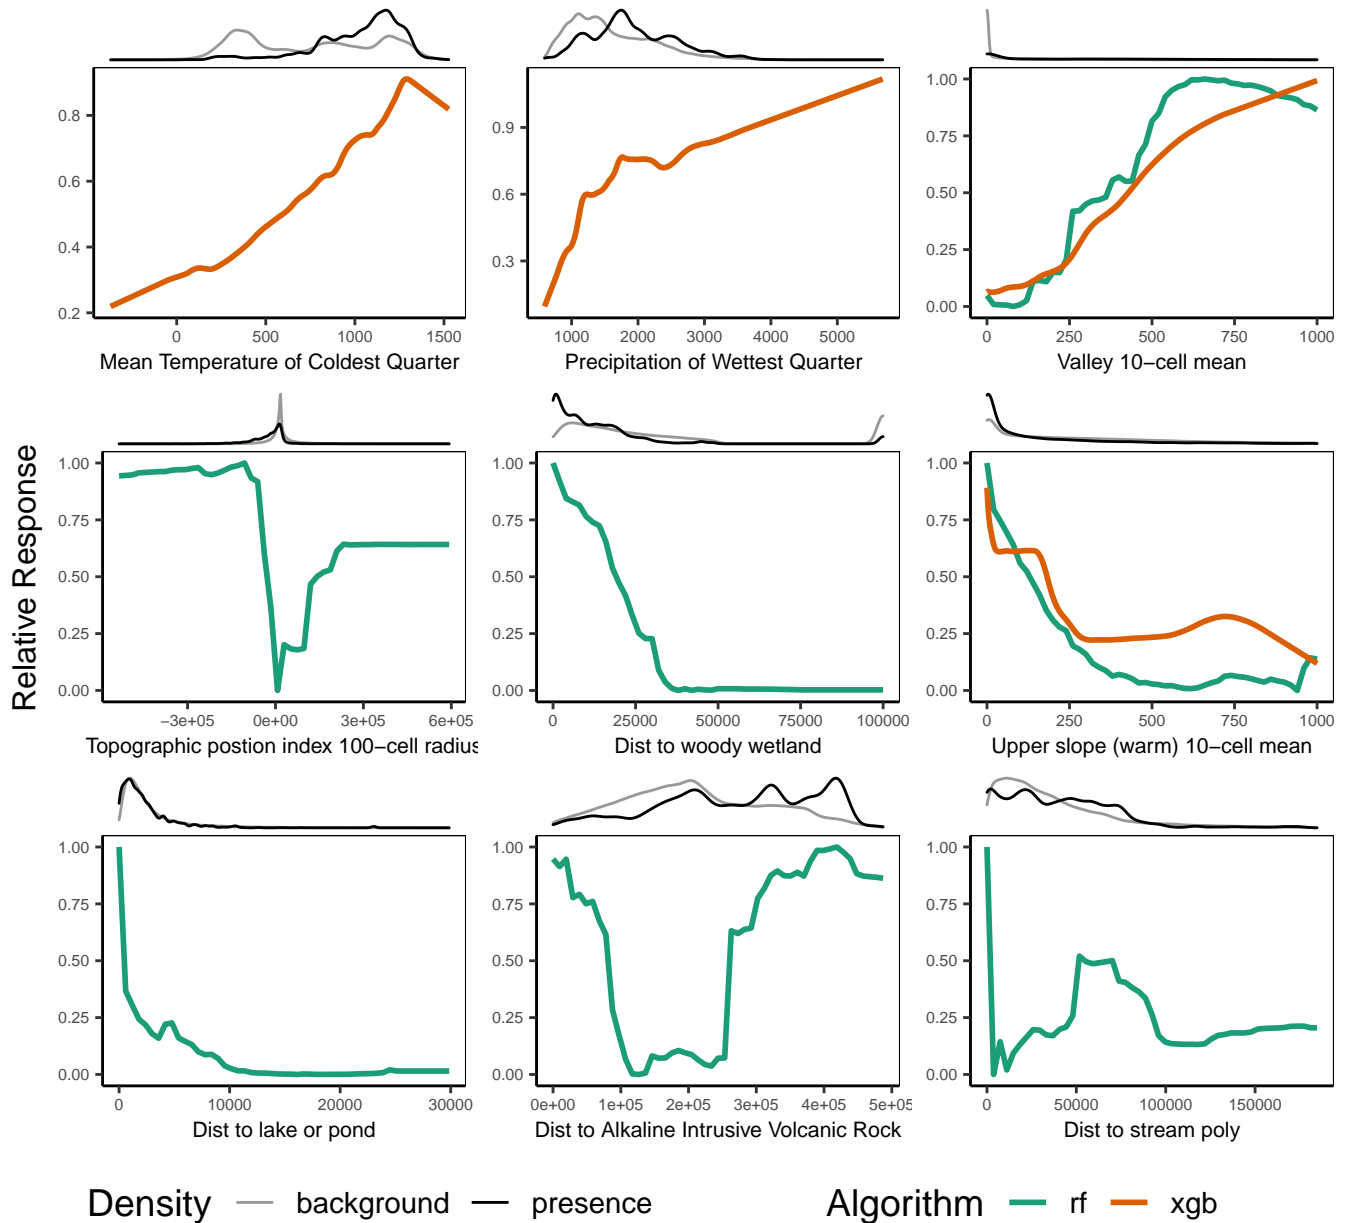 0.8
0.6
0.4
0.2
0 500 1000 1500
Mean Temperature of Coldest Quarter
0.9
0.6
0.3
1000 2000 3000 4000 5000
Precipitation of Wettest Quarter
1.00
0.75
0.50
0.25
0.00
0 250 500 750 1000
Valley 10−cell mean
Relative Response
1.00
0.75
0.50
0.25
0.00
−3e+05 0e+00 3e+05 6e+05
Topographic postion index 100−cell radius
1.00
0.75
0.50
0.25
0.00
0 25000 50000 75000 100000
Dist to woody wetland
1.00
0.75
0.50
0.25
0.00
0 250 500 750 1000
Upper slope (warm) 10−cell mean
1.00
0.75
0.50
0.25
0.00
0 10000 20000 30000
Dist to lake or pond
1.00
0.75
0.50
0.25
0.00
0e+00 1e+05 2e+05 3e+05 4e+05 5e+05
Dist to Alkaline Intrusive Volcanic Rock
1.00
0.75
0.50
0.25
0.00
0 50000 100000 150000
Dist to stream poly
Density background presence Algorithm rf xgb